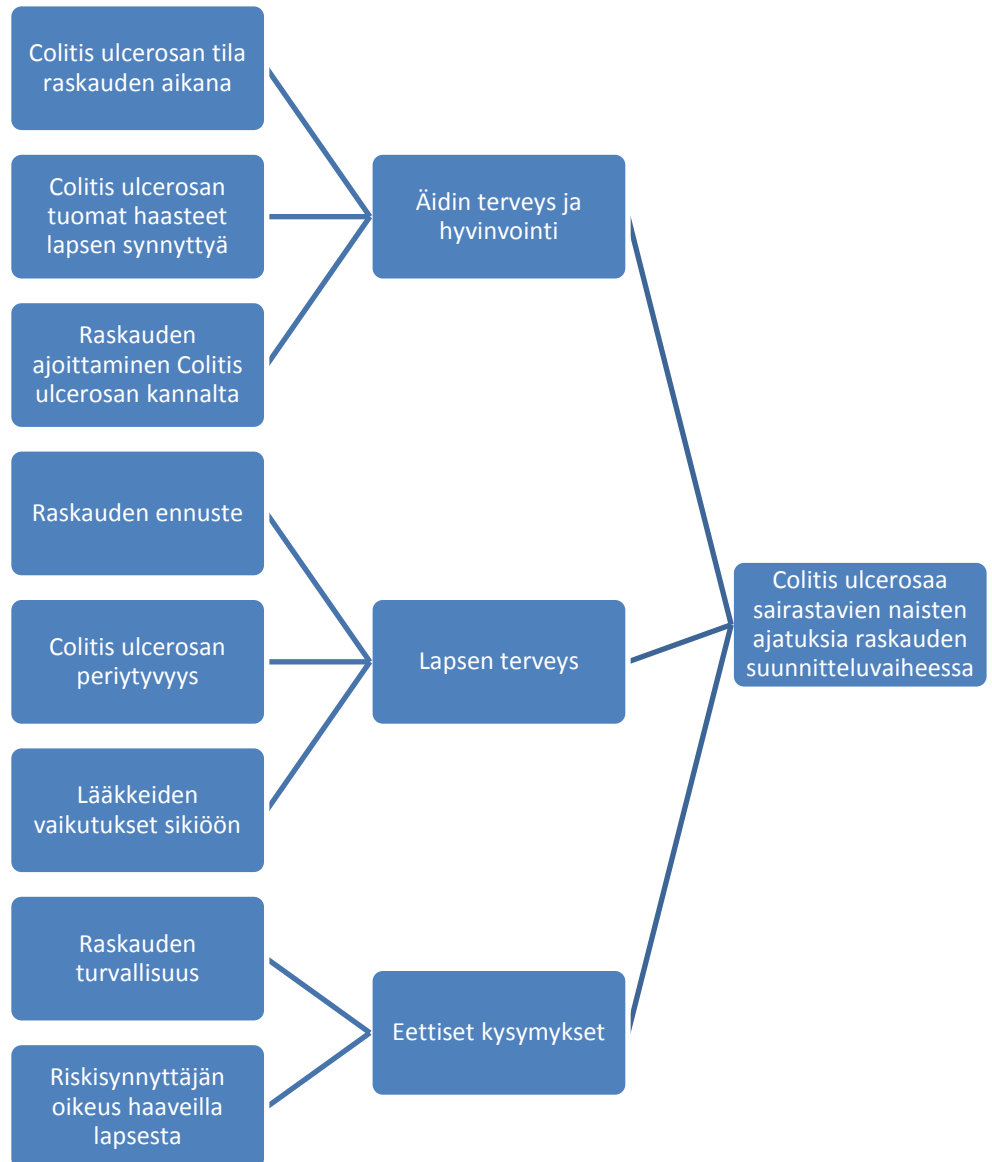 Colitis ulcerosan tila
raskauden aikana
Colitis ulcerosan
tuomat haasteet
lapsen synnyttyä
Raskauden
ajoittaminen Colitis
ulcerosan kannalta
Äidin terveys ja
hyvinvointi
Raskauden ennuste
Colitis ulcerosan
periytyvyys
Lääkkeiden
vaikutukset sikiöön
Lapsen terveys
Raskauden
turvallisuus
Riskisynnyttäjän
oikeus haaveilla
lapsesta
Eettiset kysymykset
Colitis ulcerosaa
sairastavien naisten
ajatuksia raskauden
suunnitteluvaiheessa